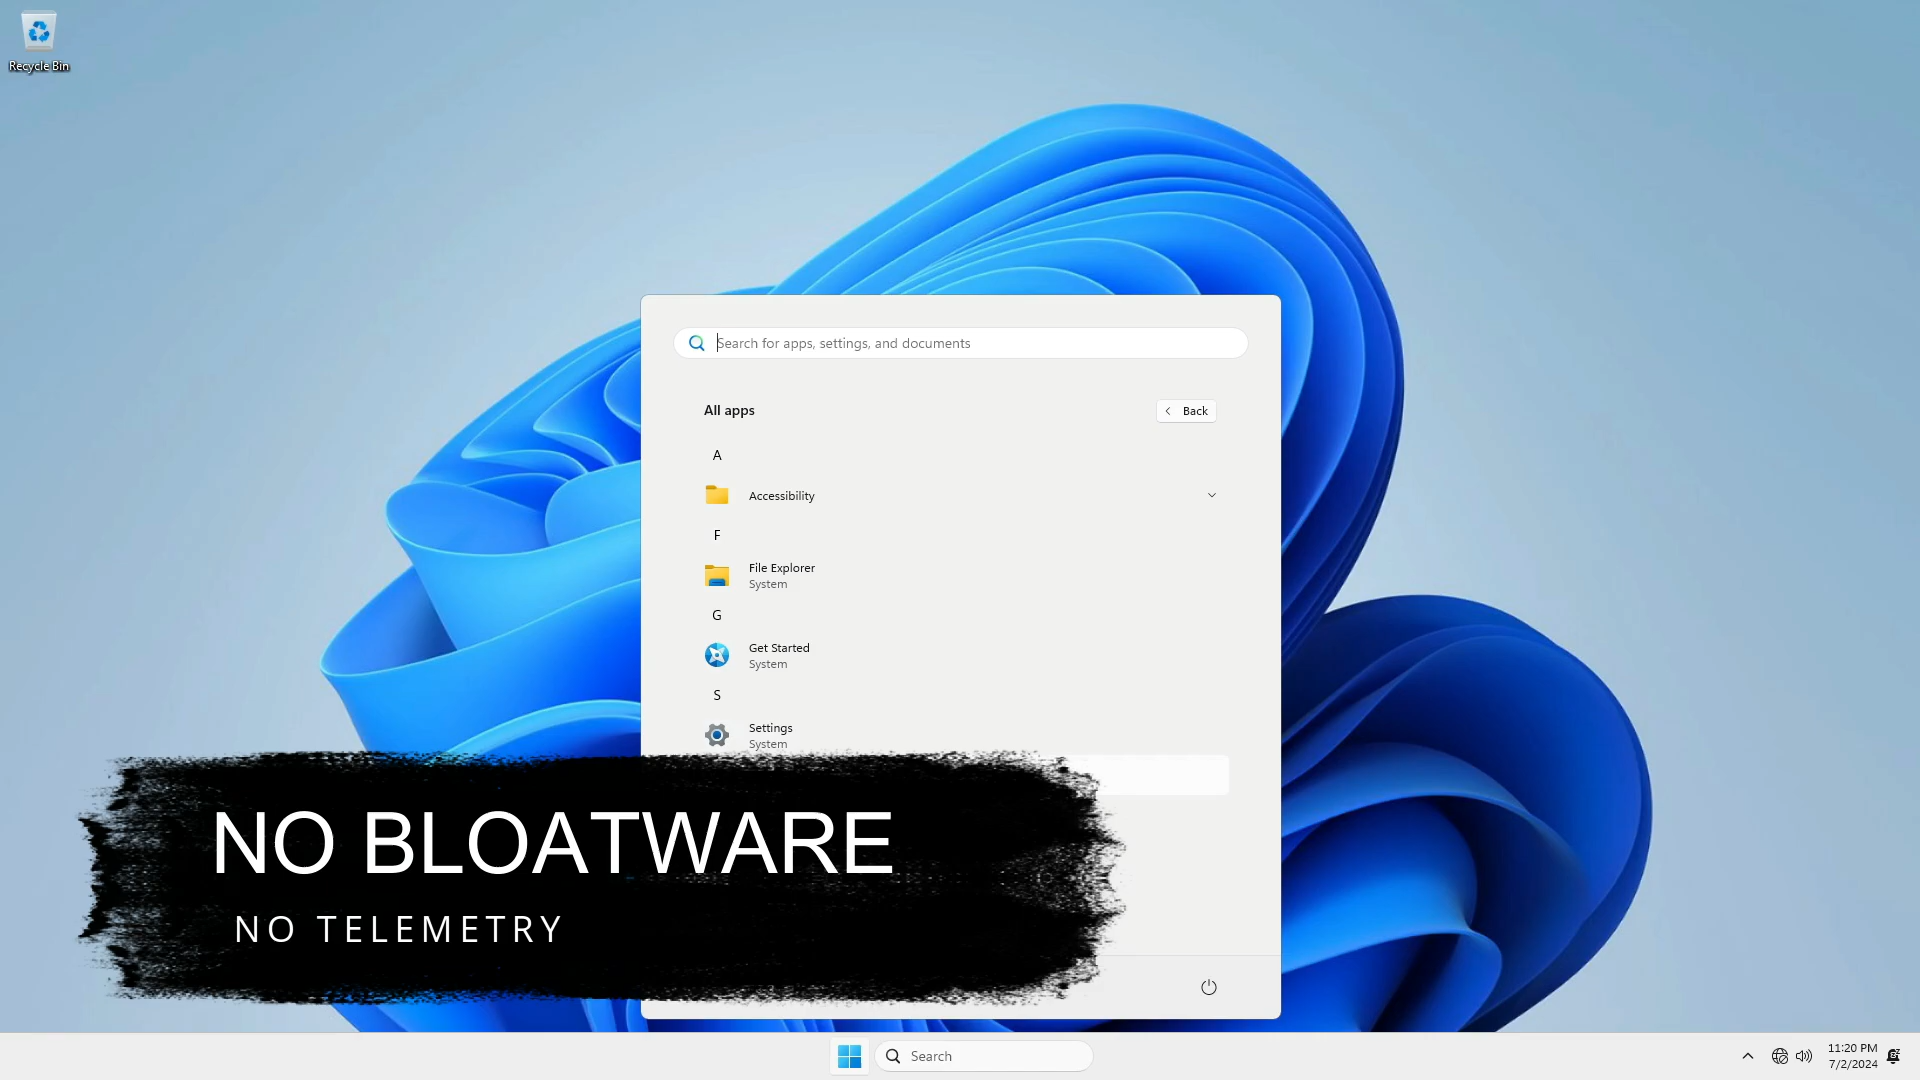 Recycle Bin
Search for apps, settings, and documents
All apps
Back
A
Accessibility
F
File Explorer
System
G
Get Started
System
S
Settings
System
NO BLOATWARE
NO TELEMETRY
Search
11:20 PM
7/2/2024